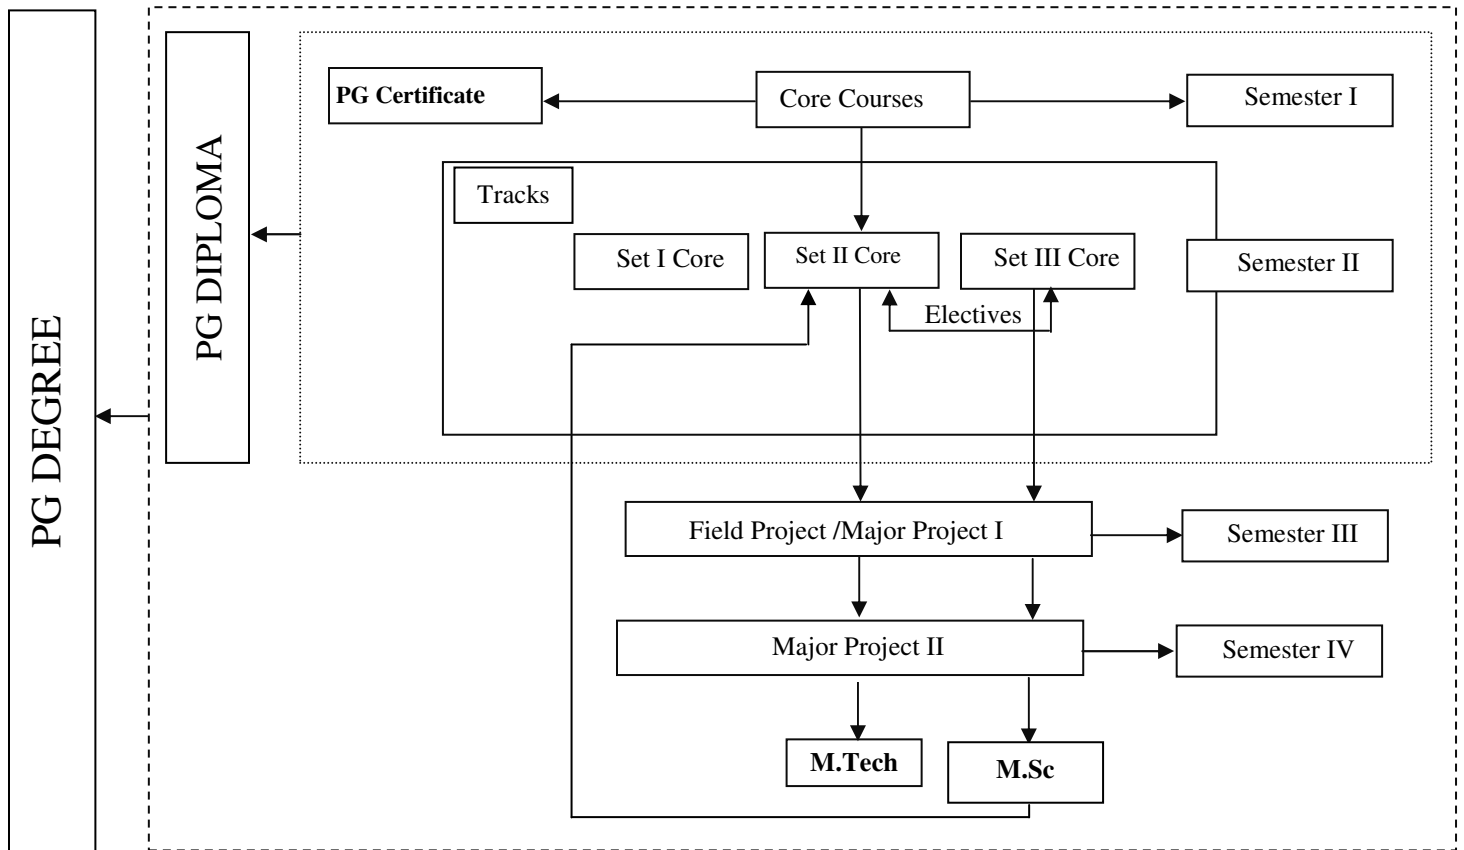 PG DEGREE
PG DIPLOMA
PG Certificate
Core Courses
Semester I
Tracks
Set I Core
Set II Core
Set III Core
Semester II
Electives
Field Project /Major Project I
Semester III
Major Project II
Semester IV
M.Tech
M.Sc